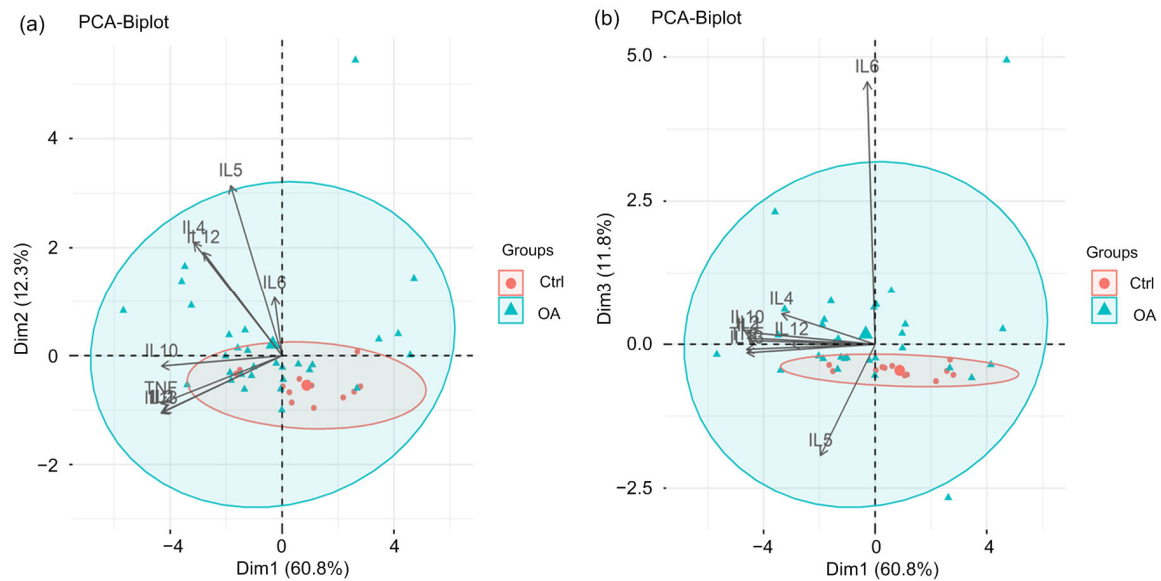 (a) PCA-Biplot
4
2
0
−2
−4
0
4
Dim2 (12.3%)
Dim1 (60.8%)
IL5
IL4
IL12
IL6
IL10
TNF
Groups
Ctrl
OA
(b) PCA-Biplot
5.0
2.5
0.0
−2.5
−4
0
4
Dim3 (11.8%)
Dim1 (60.8%)
IL6
IL4
IL10
IL12
IL5
Groups
Ctrl
OA